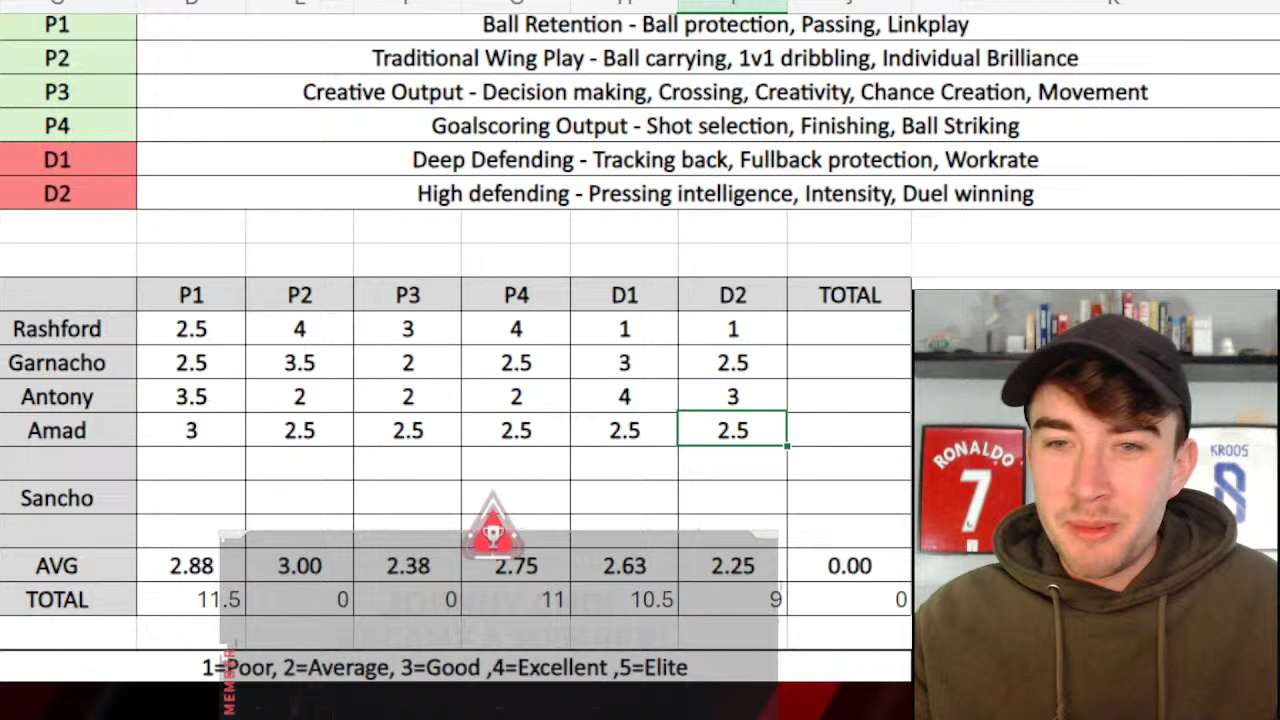 P1 Ball Retention - Ball protection, Passing, Linkplay
P2 Traditional Wing Play - Ball carrying, 1v1 dribbling, Individual Brilliance
P3 Creative Output - Decision making, Crossing, Creativity, Chance Creation, Movement
P4 Goalscoring Output - Shot selection, Finishing, Ball Striking
D1 Deep Defending - Tracking back, Fullback protection, Workrate
D2 High defending - Pressing intelligence, Intensity, Duel winning
P1 P2 P3 P4 D1 D2 TOTAL
Rashford 2.5 4 3 4 1 1
Garnacho 2.5 3.5 2 2.5 3 2.5
Antony 3.5 2 2 2 4 3
Amad 3 2.5 2.5 2.5 2.5 2.5
Sancho
AVG 2.88 3.00 2.38 2.75 2.63 2.25 0.00
TOTAL 11.5 0 0 11 10.5 9 0
1=Poor, 2=Average, 3=Good ,4=Excellent ,5=Elite
MEMBER
RONALDO
7
KROOS
8